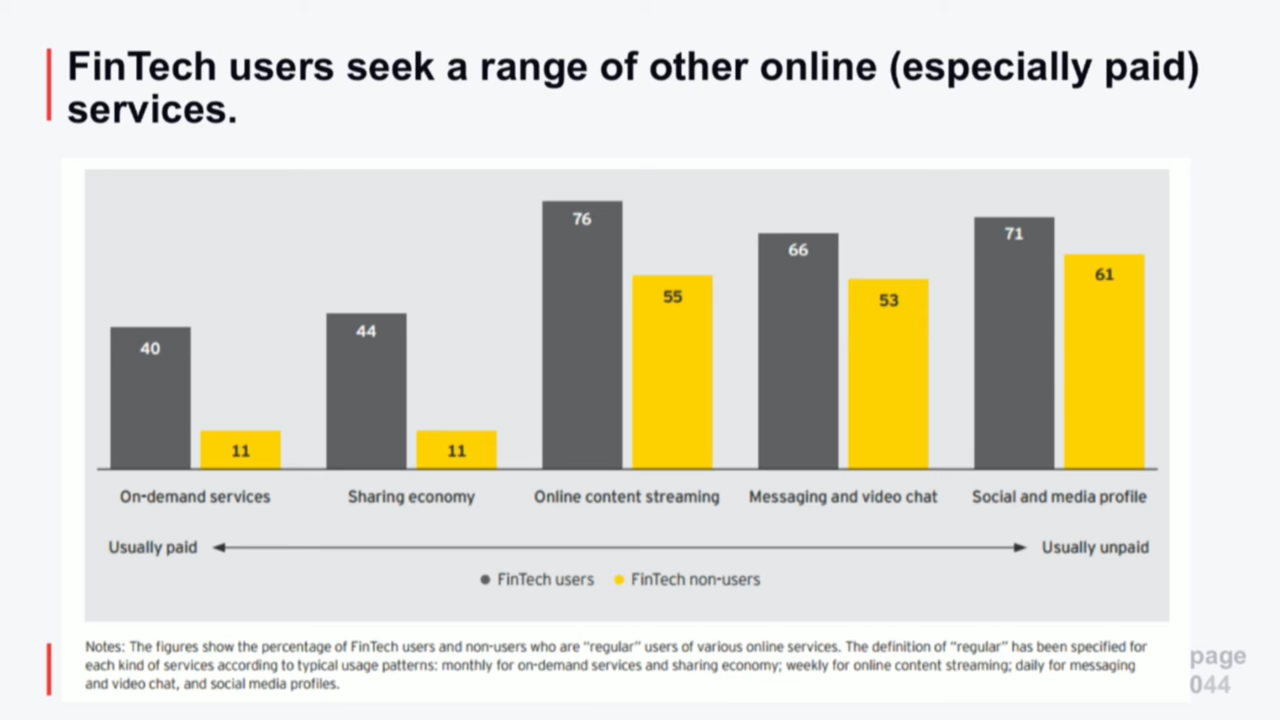 FinTech users seek a range of other online (especially paid)
services.
76
71
66
61
55
53
44
40
11
11
On-demand services
Sharing economy
Online content streaming
Messaging and video chat
Social and media profile
Usually paid
Usually unpaid
FinTech users
FinTech non-users
Notes: The figures show the percentage of FinTech users and non-users who are “regular” users of various online services. The definition of “regular” has been specified for
each kind of services according to typical usage patterns: monthly for on-demand services and sharing economy; weekly for online content streaming; daily for messaging
and video chat, and social media profiles.
page
044